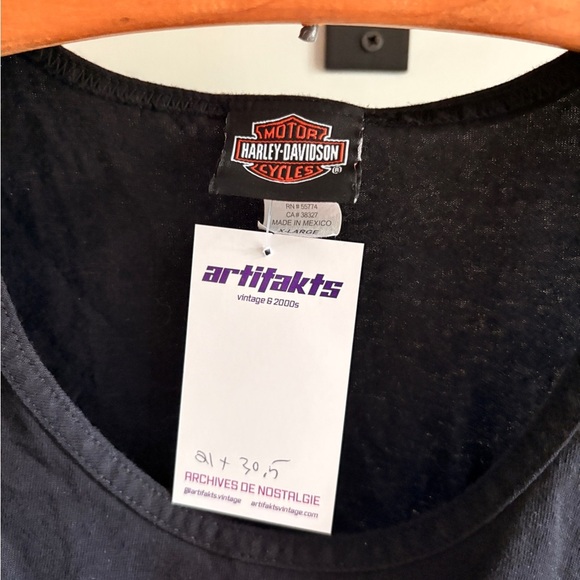 MOTOR
HARLEY-DAVIDSON
CYCLES
®
RN# 55774
CA# 38327
MADE IN MEXICO
X-LARGE
artifakts
vintage & 2000s
21 + 30.5
ARCHIVES DE NOSTALGIE
@artifakts.vintage artifaktsvintage.com